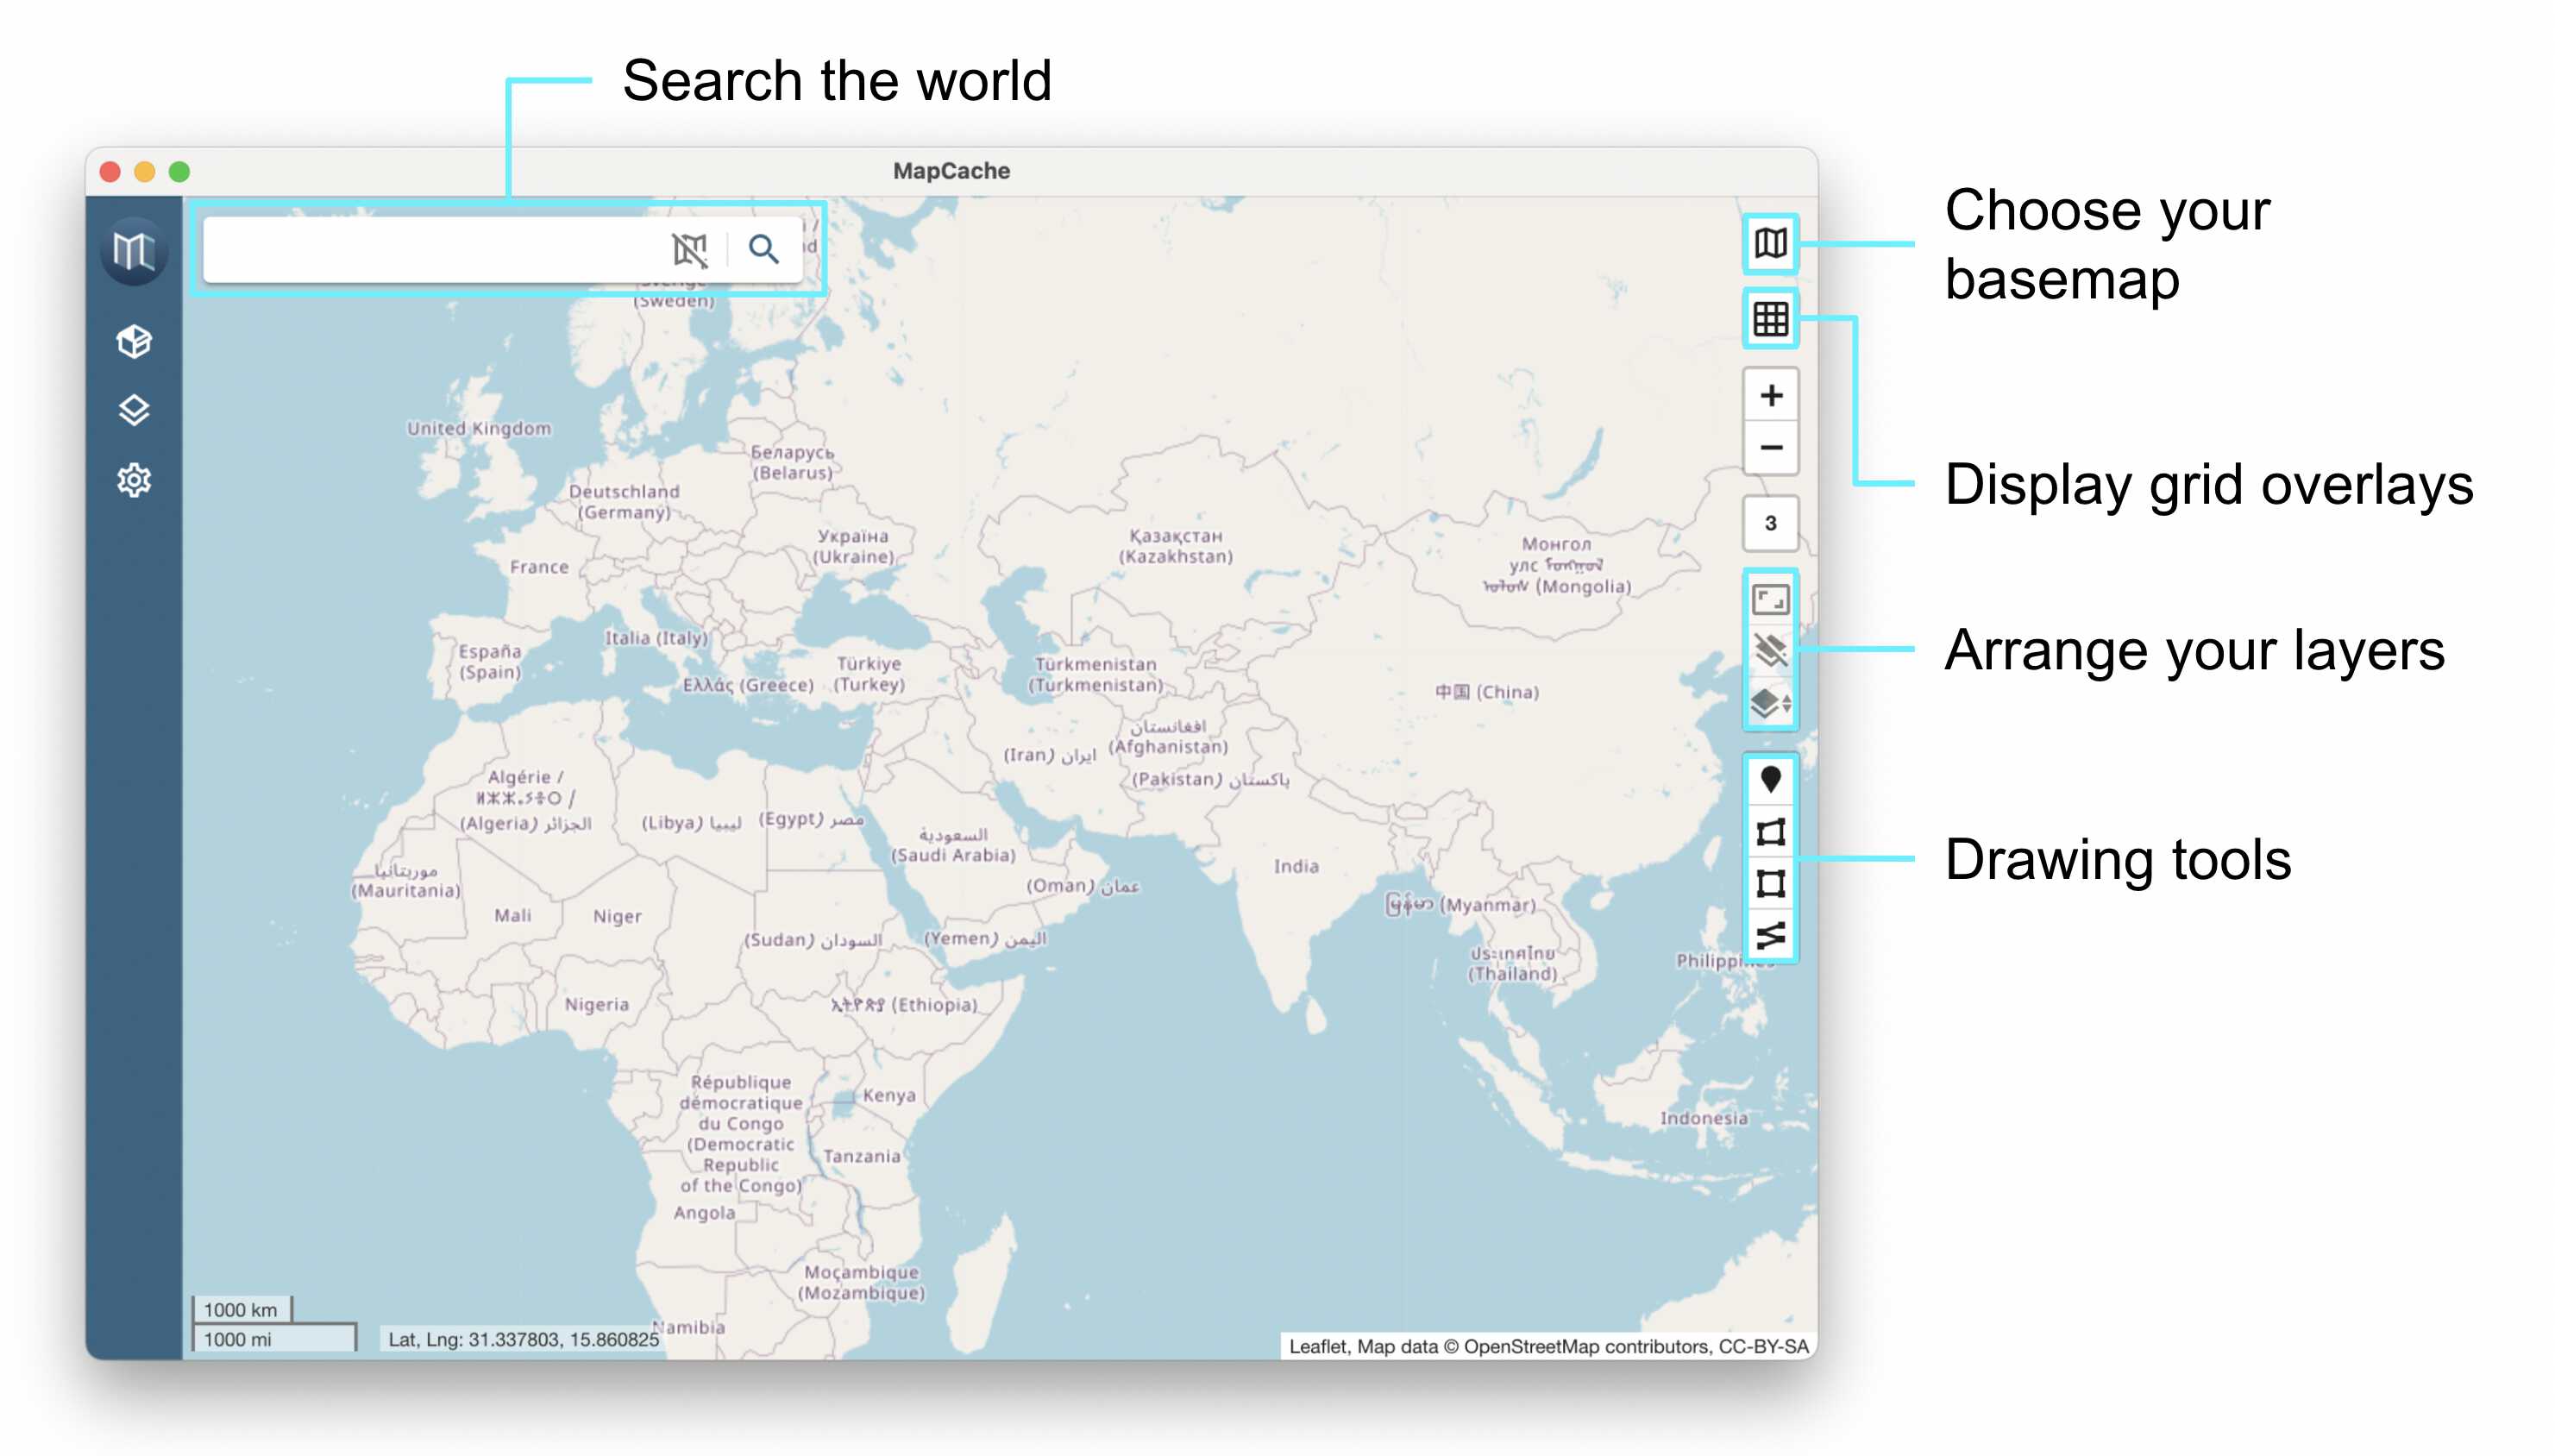 Search the world
MapCache
Choose your
basemap
Display grid overlays
3
Arrange your layers
Drawing tools
(Sweden)
United Kingdom
Беларусь
(Belarus)
Deutschland
(Germany)
Україна
(Ukraine)
France
Қазақстан
(Kazakhstan)
Монгол
улс
(Mongolia)
Italia (Italy)
España
(Spain)
Ελλάς (Greece)
Türkiye
(Turkey)
Türkmenistan
(Turkmenistan)
中国 (China)
افغانستان
(Afghanistan)
ایران (Iran)
پاکستان (Pakistan)
Algérie /
ⵍⵣⵣⴰⵢⴻⵔ /
الجزائر (Algeria)
ليبيا (Libya)
مصر (Egypt)
السعودية
(Saudi Arabia)
عمان (Oman)
India
موريتانيا
(Mauritania)
Mali
Niger
السودان (Sudan)
اليمن (Yemen)
မြန်မာ (Myanmar)
ประเทศไทย
(Thailand)
Nigeria
ኢትዮጵያ (Ethiopia)
République
démocratique
du Congo
(Democratic
Republic
of the Congo)
Kenya
Tanzania
Indonesia
Angola
Moçambique
(Mozambique)
Namibia
1000 km
1000 mi
Lat, Lng: 31.337803, 15.860825
Leaflet, Map data © OpenStreetMap contributors, CC-BY-SA